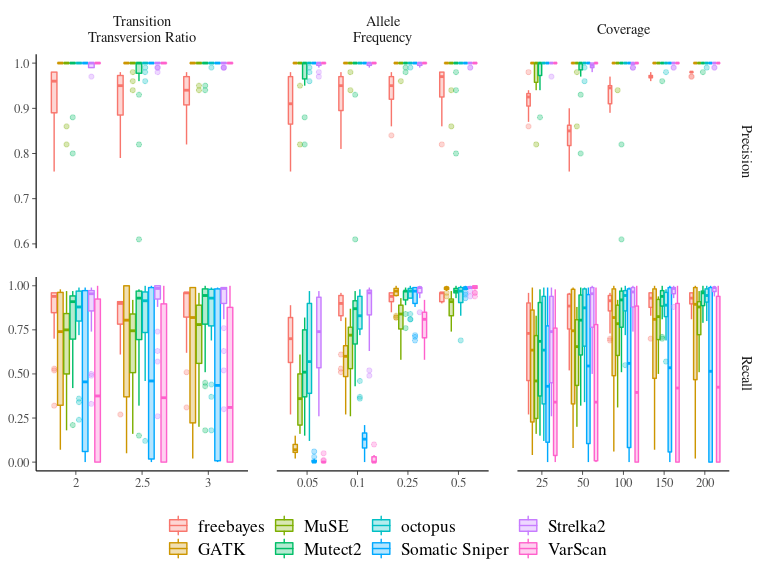 Transition
Transversion Ratio
Allele
Frequency
Coverage
1.0
0.9
0.8
0.7
0.6
Precision
1.00
0.75
0.50
0.25
0.00
Recall
2 2.5 3
0.05 0.1 0.25 0.5
25 50 100 150 200
freebayes MuSE octopus Strelka2
GATK Mutect2 Somatic Sniper VarScan